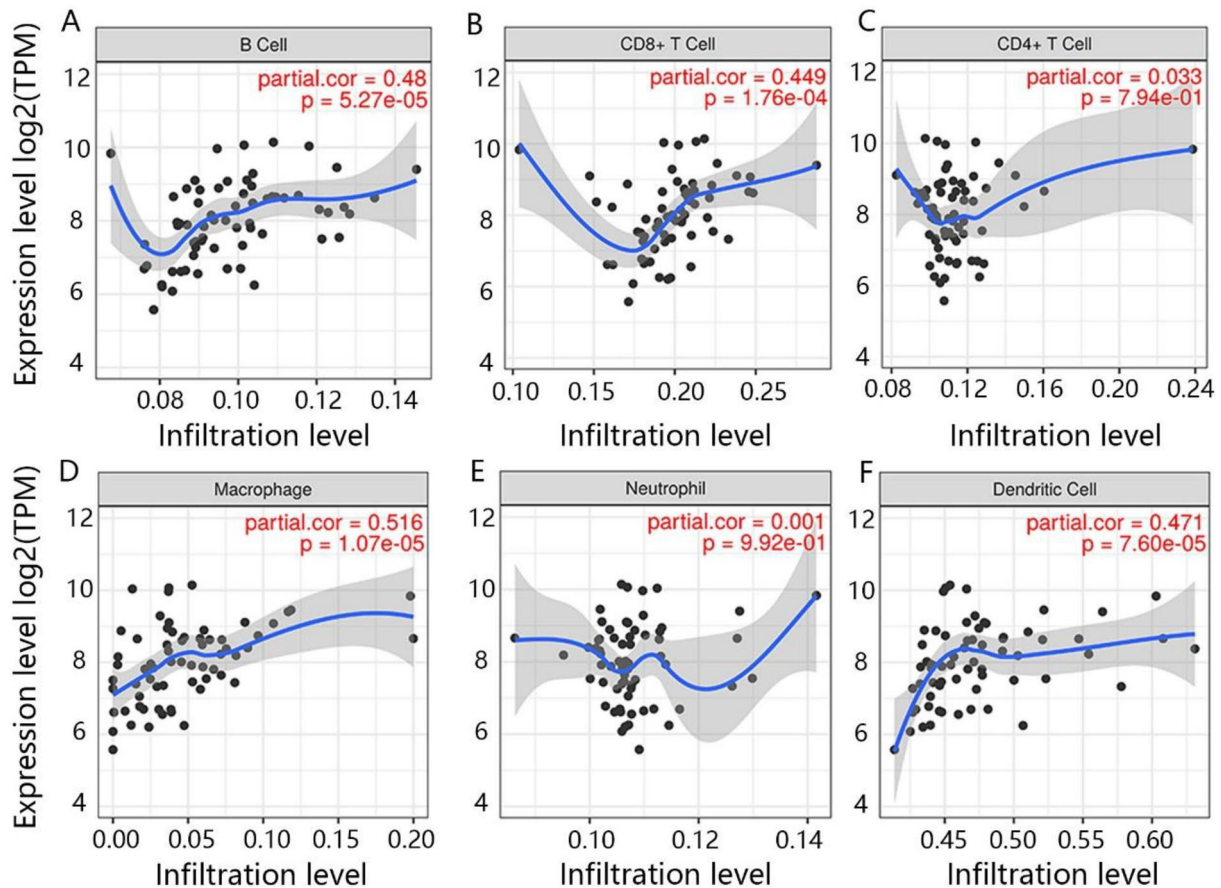 A
B Cell
partial.cor = 0.48
p = 5.27e-05
12
10
8
6
4
0.08 0.10 0.12 0.14
Expression level log2(TPM)
Infiltration level
B
CD8+ T Cell
partial.cor = 0.449
p = 1.76e-04
12
10
8
6
4
0.10 0.15 0.20 0.25
Infiltration level
C
CD4+ T Cell
partial.cor = 0.033
p = 7.94e-01
12
10
8
6
4
0.08 0.12 0.16 0.20 0.24
Infiltration level
D
Macrophage
partial.cor = 0.516
p = 1.07e-05
12
10
8
6
4
0.00 0.05 0.10 0.15 0.20
Expression level log2(TPM)
Infiltration level
E
Neutrophil
partial.cor = 0.001
p = 9.92e-01
12
10
8
6
4
0.10 0.12 0.14
Infiltration level
F
Dendritic Cell
partial.cor = 0.471
p = 7.60e-05
12
10
8
6
4
0.45 0.50 0.55 0.60
Infiltration level